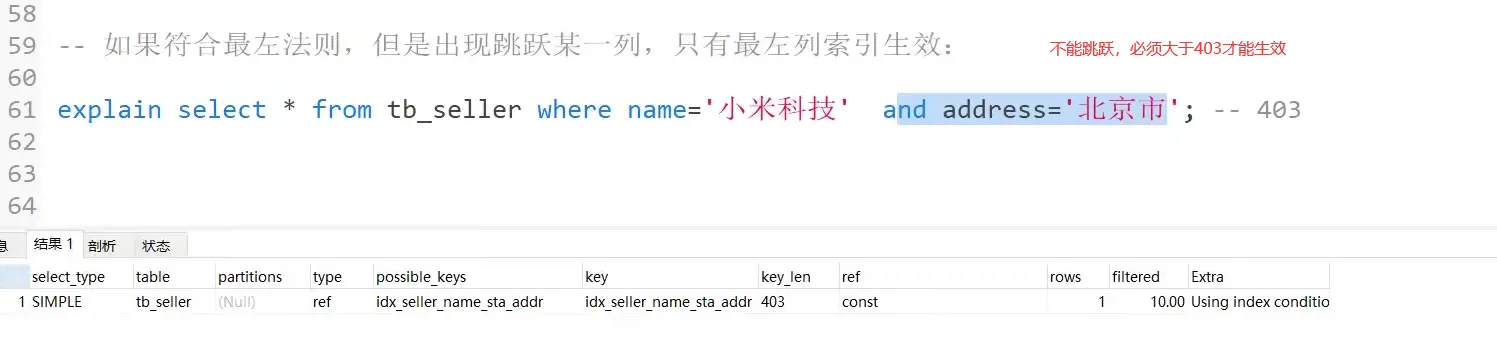 58
59 -- 如果符合最左法则，但是出现跳跃某一列，只有最左列索引生效： 不能跳跃，必须大于403才能生效
60
61 explain select * from tb_seller where name='小米科技'  and address='北京市'; -- 403
62
63
64
息 结果 1 剖析 状态
select_type table partitions type possible_keys key key_len ref rows filtered Extra
1 SIMPLE tb_seller (Null) ref idx_seller_name_sta_addr idx_seller_name_sta_addr 403 const 1 10.00 Using index conditio